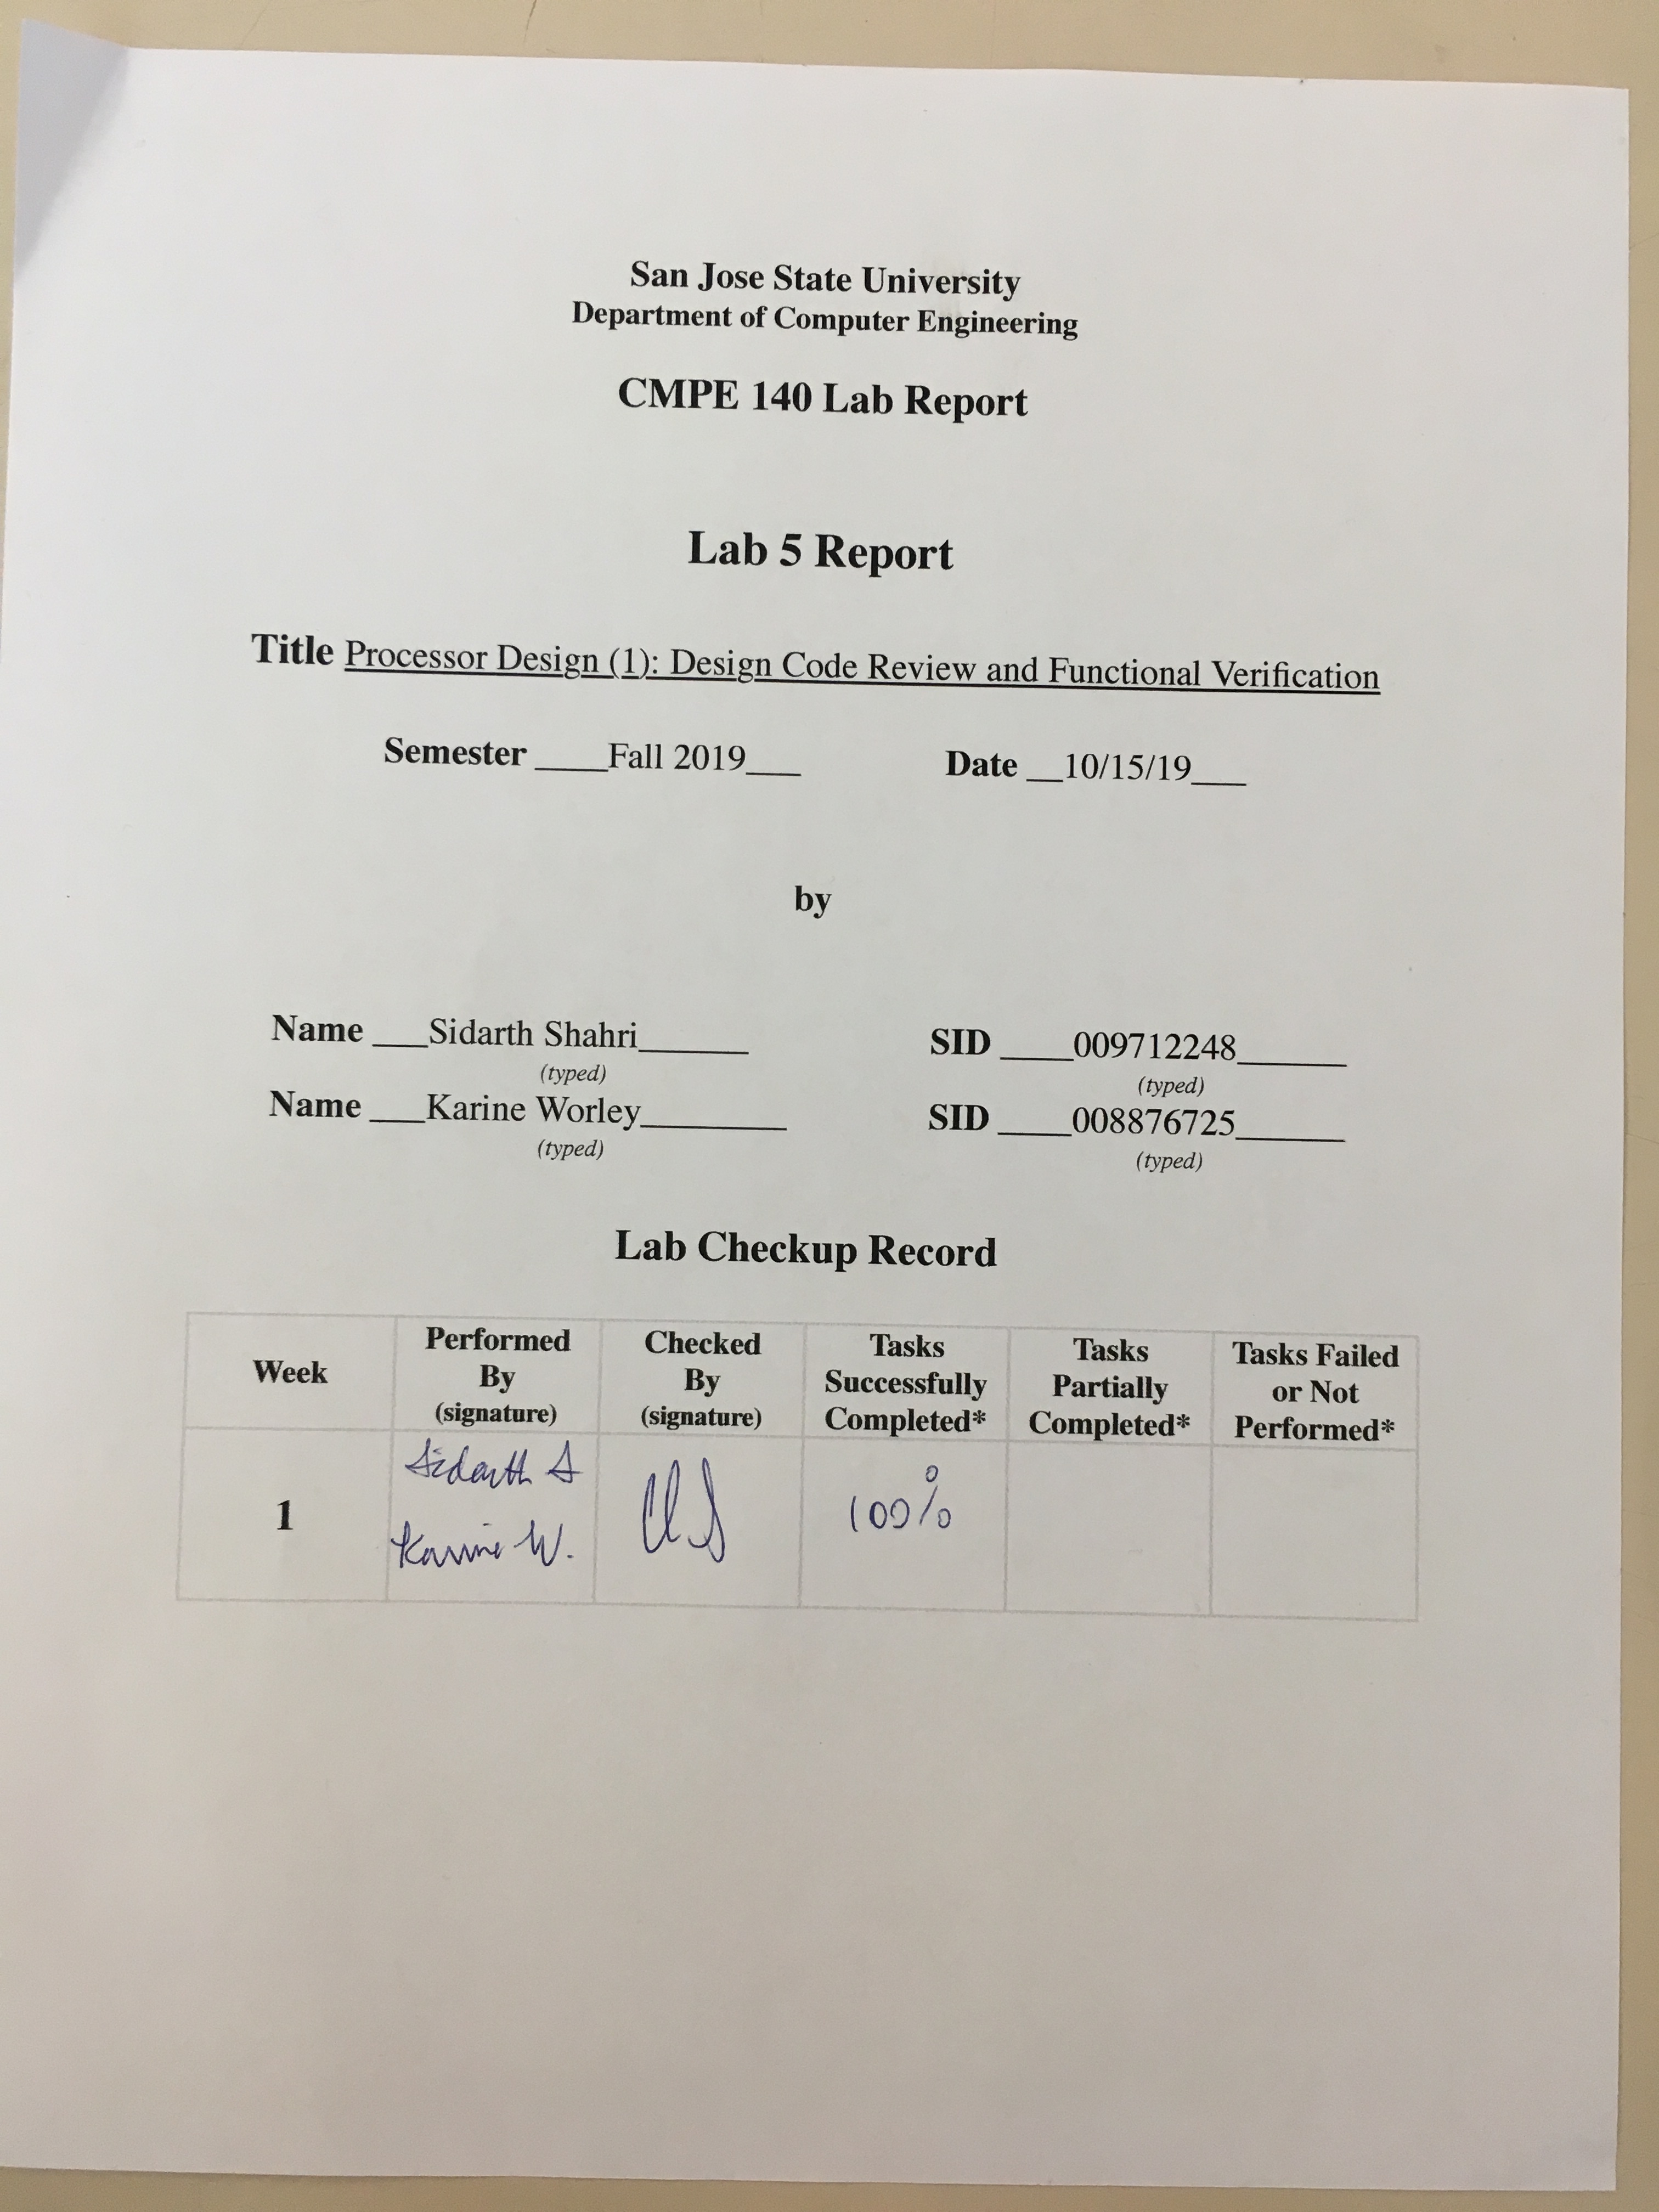 San Jose State University
Department of Computer Engineering
CMPE 140 Lab Report
Lab 5 Report
Title Processor Design (1): Design Code Review and Functional Verification
Semester ____Fall 2019___ Date __10/15/19___
by
Name ___Sidarth Shahri______ SID ____009712248______
(typed) (typed)
Name ___Karine Worley________ SID ____008876725______
(typed) (typed)
Lab Checkup Record
Week
Performed
By
(signature)
Checked
By
(signature)
Tasks
Successfully
Completed*
Tasks
Partially
Completed*
Tasks Failed
or Not
Performed*
1
Sidarth S
Karine W.
100%